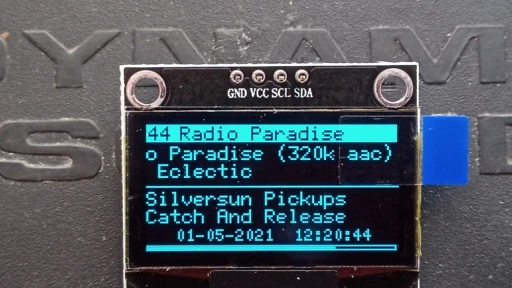 DYNAM
GND VCC SCL SDA
44 Radio Paradise
o Paradise (320k aac)
Eclectic
Silversun Pickups
Catch And Release
01-05-2021 12:20:44